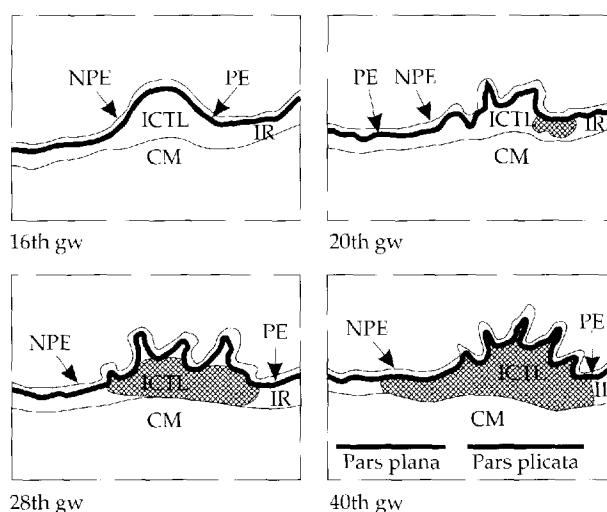 NPE
PE
ICTL
IR
CM
16th gw
PE
NPE
ICTL
IR
CM
20th gw
NPE
PE
ICTL
IR
CM
28th gw
NPE
PE
ICTL
CM
Pars plana
Pars plicata
40th gw